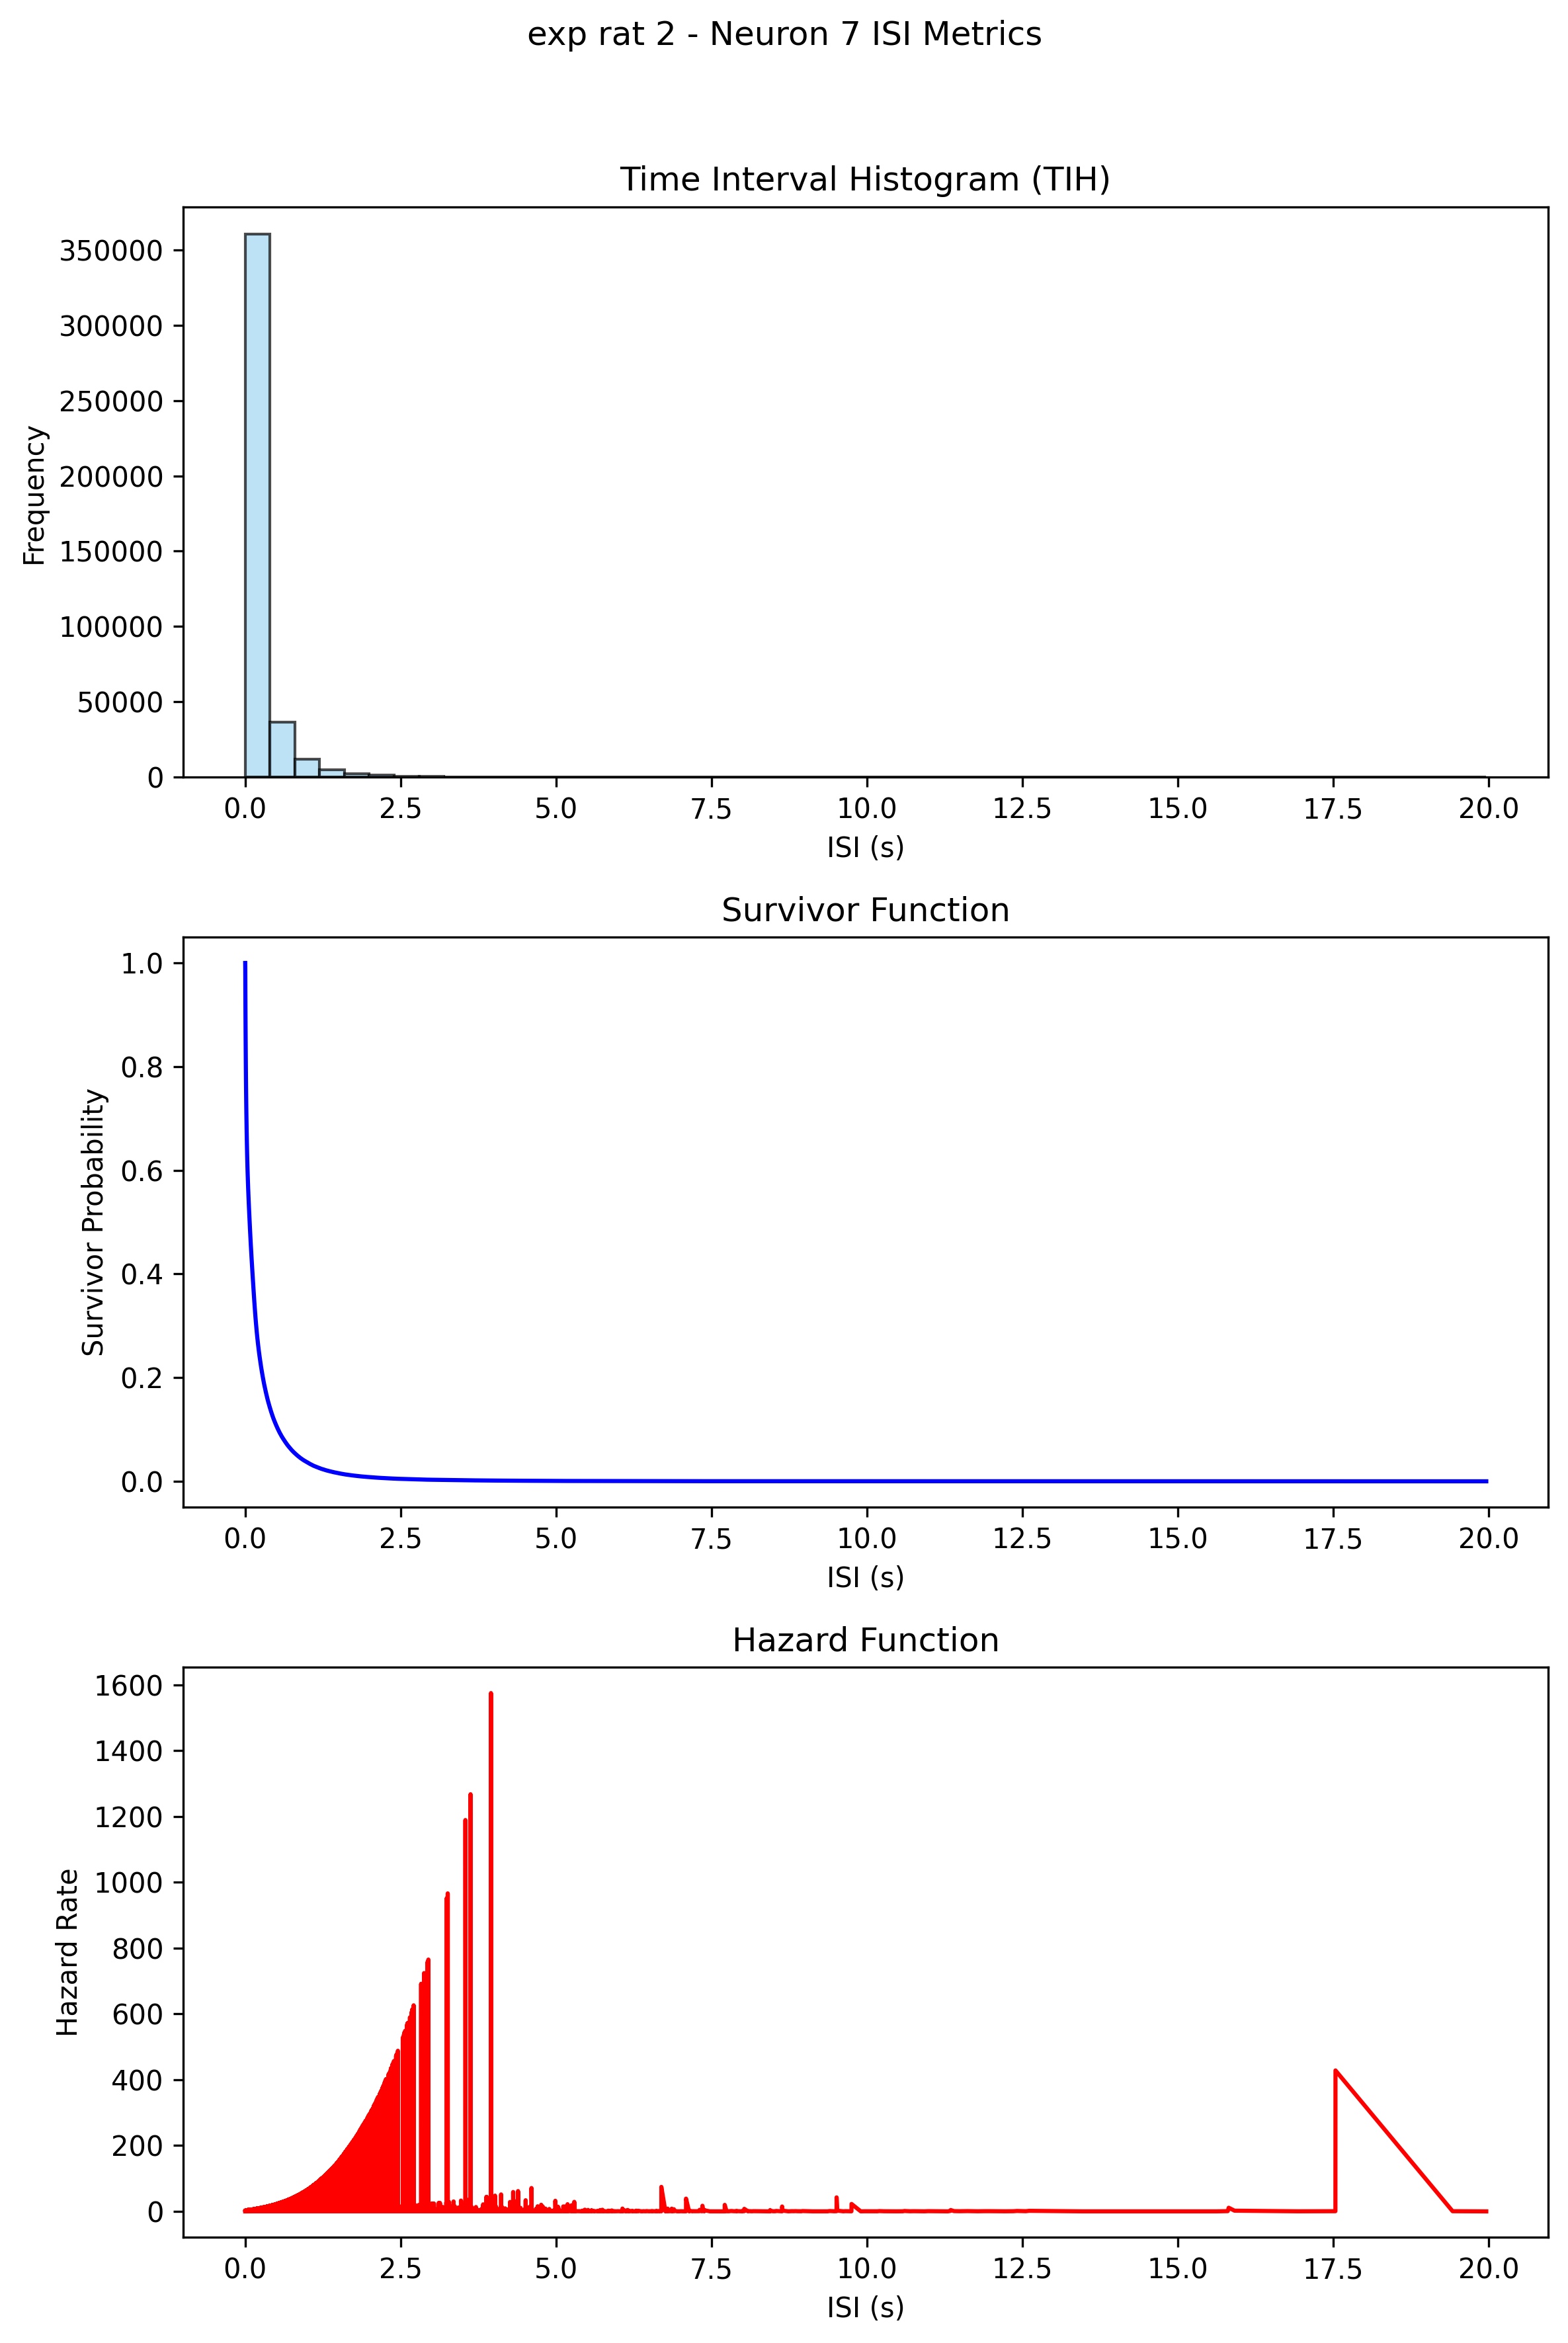 exp rat 2 - Neuron 7 ISI Metrics
Time Interval Histogram (TIH)
Frequency
350000
300000
250000
200000
150000
100000
50000
0
0.0 2.5 5.0 7.5 10.0 12.5 15.0 17.5 20.0
ISI (s)
Survivor Function
Survivor Probability
1.0
0.8
0.6
0.4
0.2
0.0
0.0 2.5 5.0 7.5 10.0 12.5 15.0 17.5 20.0
ISI (s)
Hazard Function
Hazard Rate
1600
1400
1200
1000
800
600
400
200
0
0.0 2.5 5.0 7.5 10.0 12.5 15.0 17.5 20.0
ISI (s)